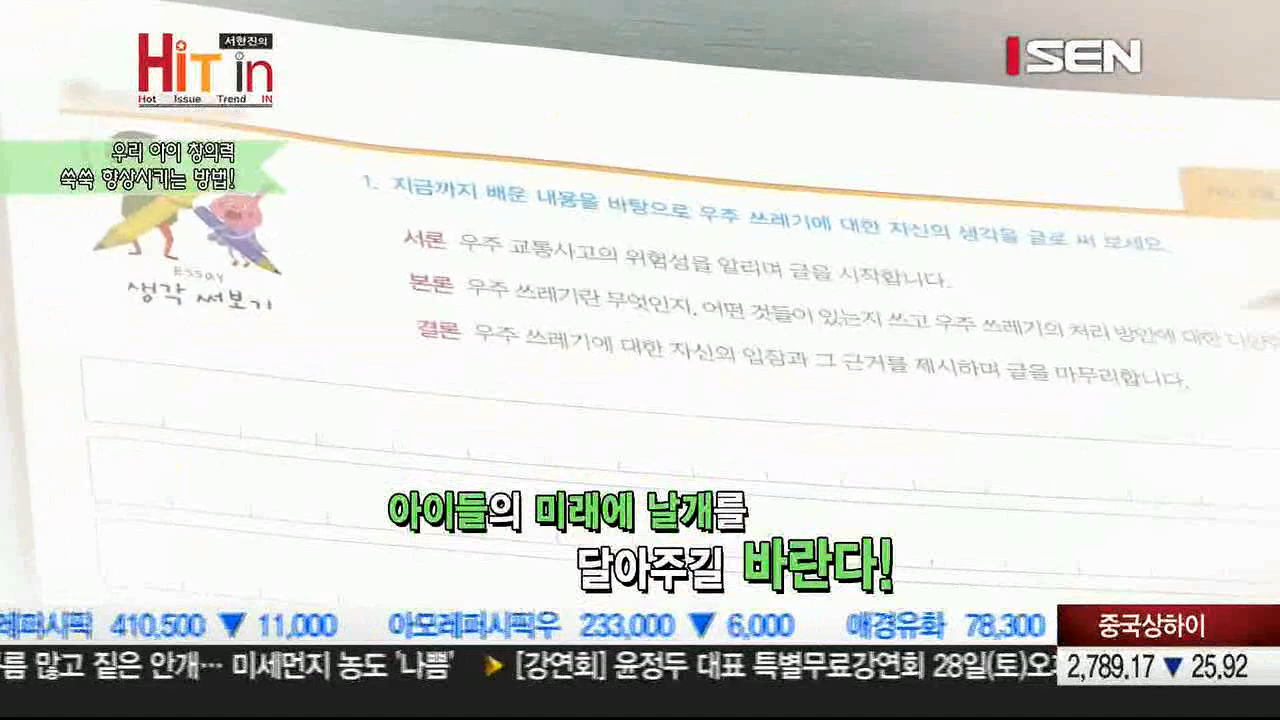 서현진의
HiT in
Hot Issue Trend IN
SEN
우리 아이 창의력
쑥쑥 향상시키는 방법!
1. 지금까지 배운 내용을 바탕으로 우주 쓰레기에 대한 자신의 생각을 글로 써 보세요.
서론 우주 교통사고의 위험성을 알리며 글을 시작합니다.
본론 우주 쓰레기란 무엇인지, 어떤 것들이 있는지 쓰고 우주 쓰레기의 처리 방안에 대한
결론 우주 쓰레기에 대한 자신의 입장과 그 근거를 제시하며 글을 마무리합니다.
Essay
생각 써보기
아이들의 미래에 날개를
달아주길 바란다!
레퍼시픽 410,500 ▼ 11,000 아모레퍼시픽우 233,000 ▼ 6,000 애경유화 78,300
중국상하이
많고 짙은 안개… 미세먼지 농도 '나쁨' [강연회] 윤정두 대표 특별무료강연회 28일(토)
2,789.17 ▼ 25.92